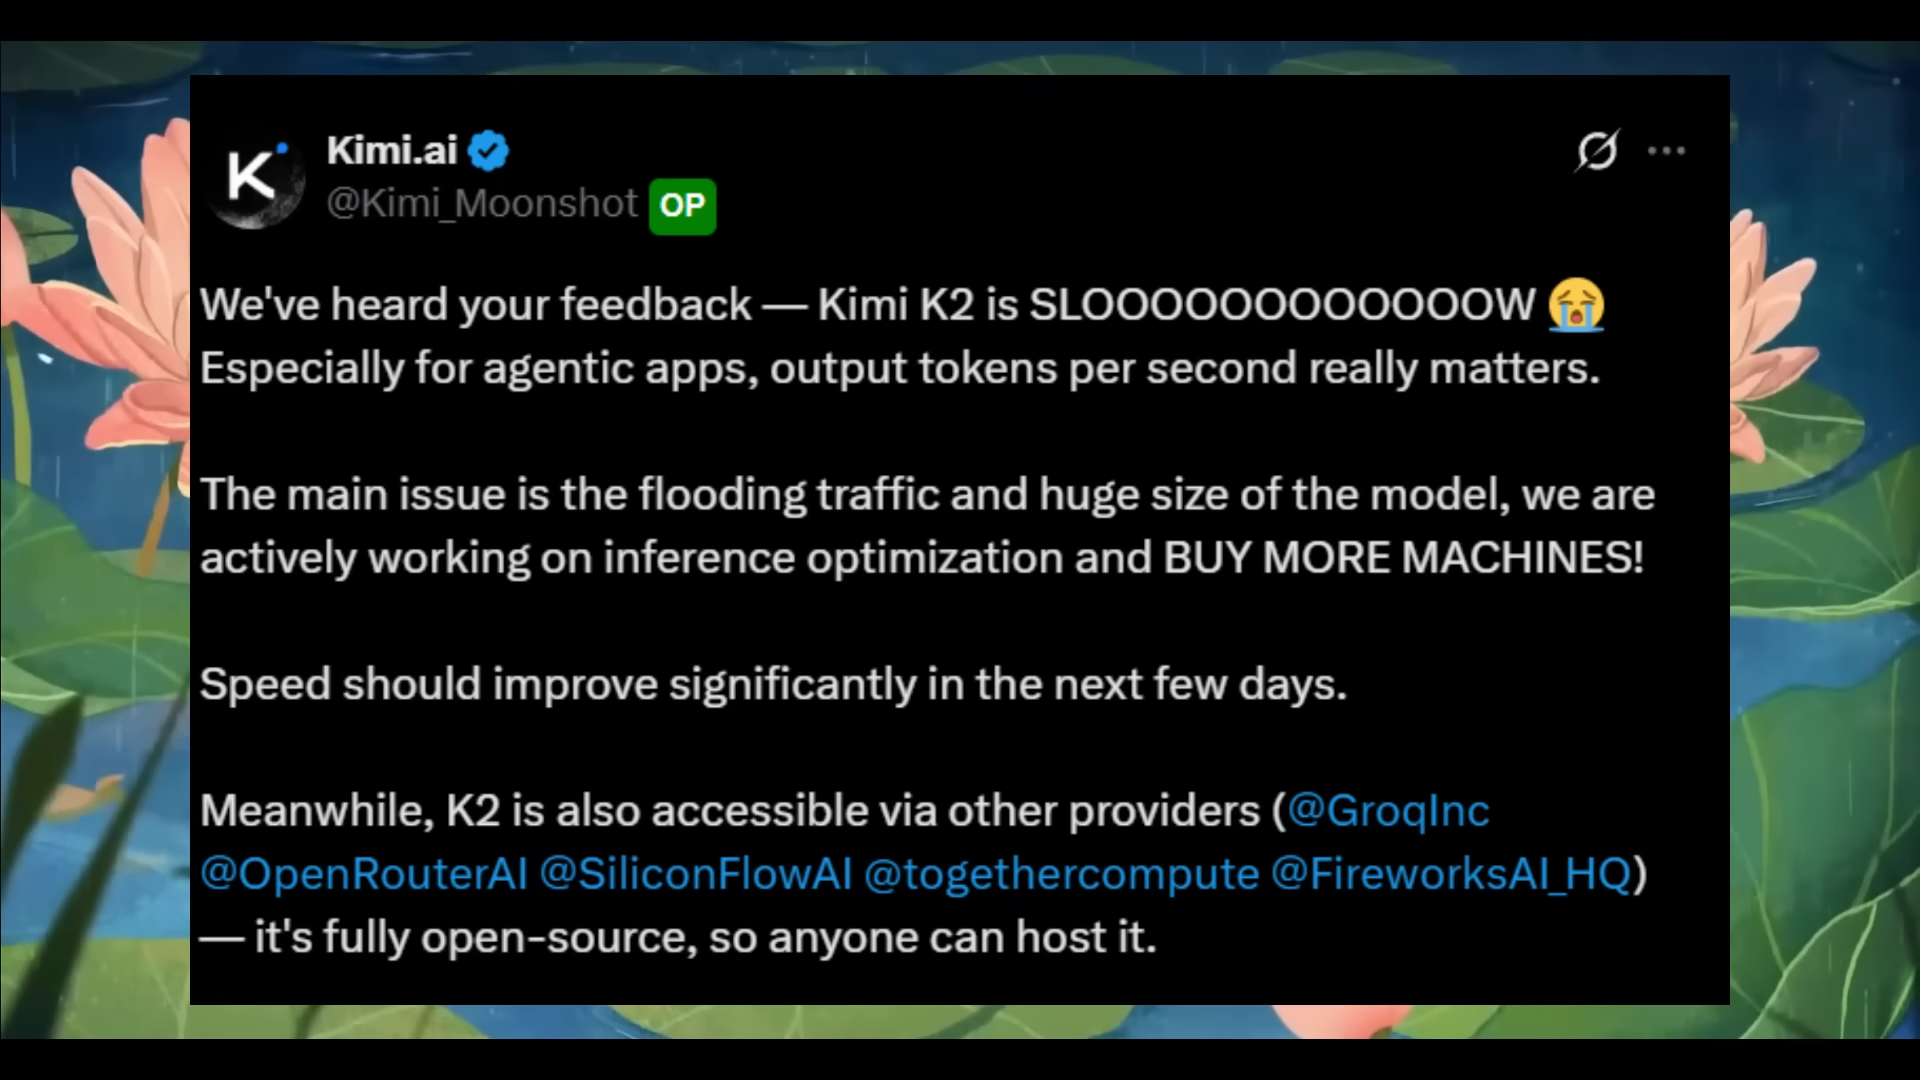 Kimi.ai
@Kimi_Moonshot OP
We've heard your feedback — Kimi K2 is SLOOOOOOOOOOOOW 😭
Especially for agentic apps, output tokens per second really matters.
The main issue is the flooding traffic and huge size of the model, we are
actively working on inference optimization and BUY MORE MACHINES!
Speed should improve significantly in the next few days.
Meanwhile, K2 is also accessible via other providers (@GroqInc
@OpenRouterAI @SiliconFlowAI @togethercompute @FireworksAI_HQ)
— it's fully open-source, so anyone can host it.